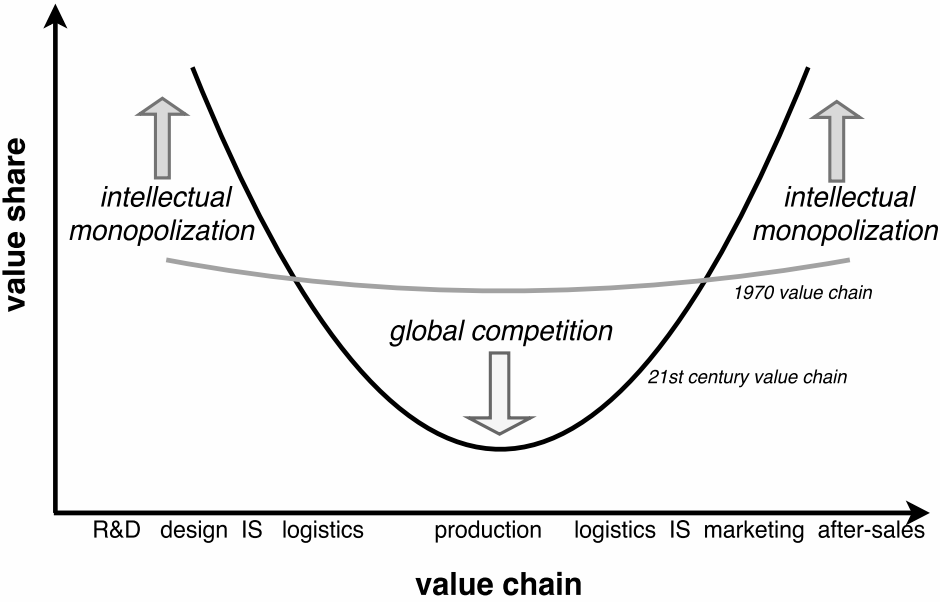 value share
intellectual
monopolization
intellectual
monopolization
1970 value chain
global competition
21st century value chain
R&D design IS logistics production logistics IS marketing after-sales
value chain